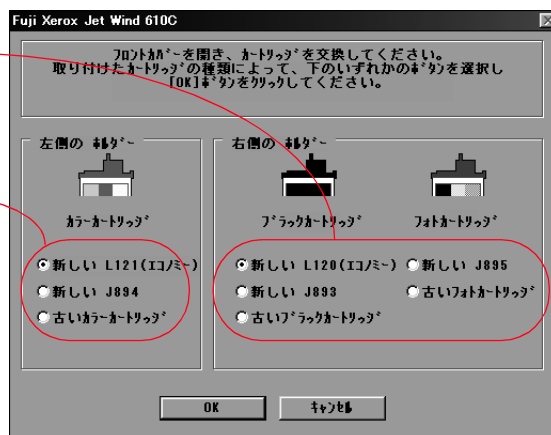 Fuji Xerox Jet Wind 610C
ﾌﾛﾝﾄｶﾊﾞｰを開き、ｶｰﾄﾘｯｼﾞを交換してください。
取り付けたｶｰﾄﾘｯｼﾞの種類によって、下のいずれかのﾎﾞﾀﾝを選択し
[OK]ﾎﾞﾀﾝをｸﾘｯｸしてください。
左側の ﾎﾙﾀﾞｰ
ｶﾗｰｶｰﾄﾘｯｼﾞ
新しい L121(ｴｺﾉﾐｰ)
新しい J894
古いｶﾗｰｶｰﾄﾘｯｼﾞ
右側の ﾎﾙﾀﾞｰ
ﾌﾞﾗｯｸｶｰﾄﾘｯｼﾞ
新しい L120(ｴｺﾉﾐｰ)
新しい J893
古いﾌﾞﾗｯｸｶｰﾄﾘｯｼﾞ
ﾌｫﾄｶｰﾄﾘｯｼﾞ
新しい J895
古いﾌｫﾄｶｰﾄﾘｯｼﾞ
OK
ｷｬﾝｾﾙ